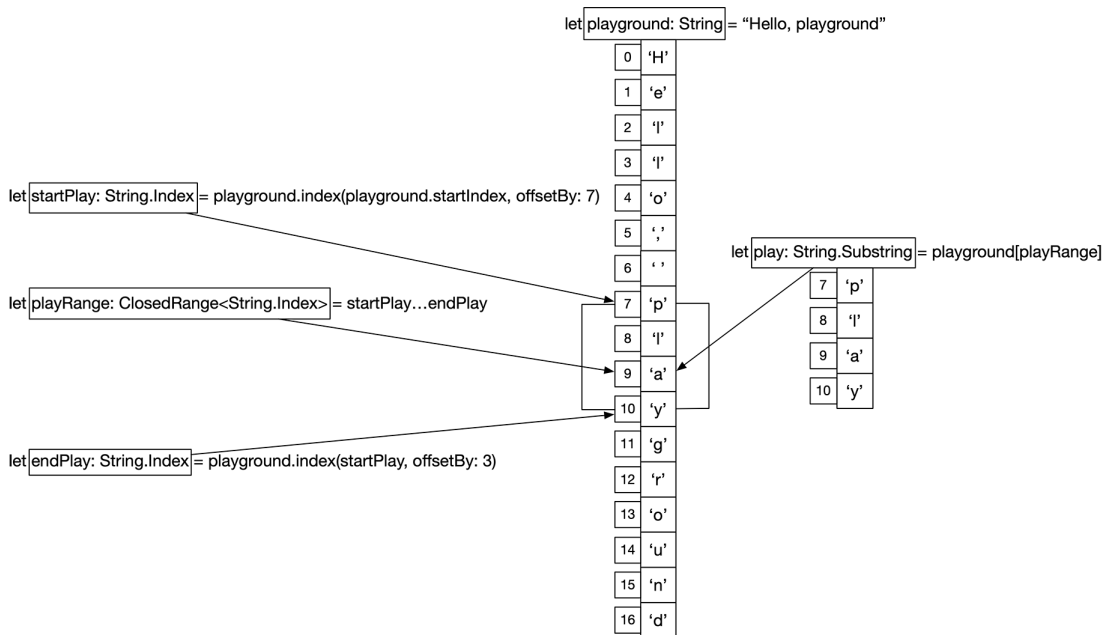 let playground: String = “Hello, playground”
0 ‘H’
1 ‘e’
2 ‘l’
3 ‘l’
4 ‘o’
5 ‘,’
6 ‘ ’
7 ‘p’
8 ‘l’
9 ‘a’
10 ‘y’
11 ‘g’
12 ‘r’
13 ‘o’
14 ‘u’
15 ‘n’
16 ‘d’
let startPlay: String.Index = playground.index(playground.startIndex, offsetBy: 7)
let playRange: ClosedRange<String.Index> = startPlay…endPlay
let endPlay: String.Index = playground.index(startPlay, offsetBy: 3)
let play: String.Substring = playground[playRange]
7 ‘p’
8 ‘l’
9 ‘a’
10 ‘y’